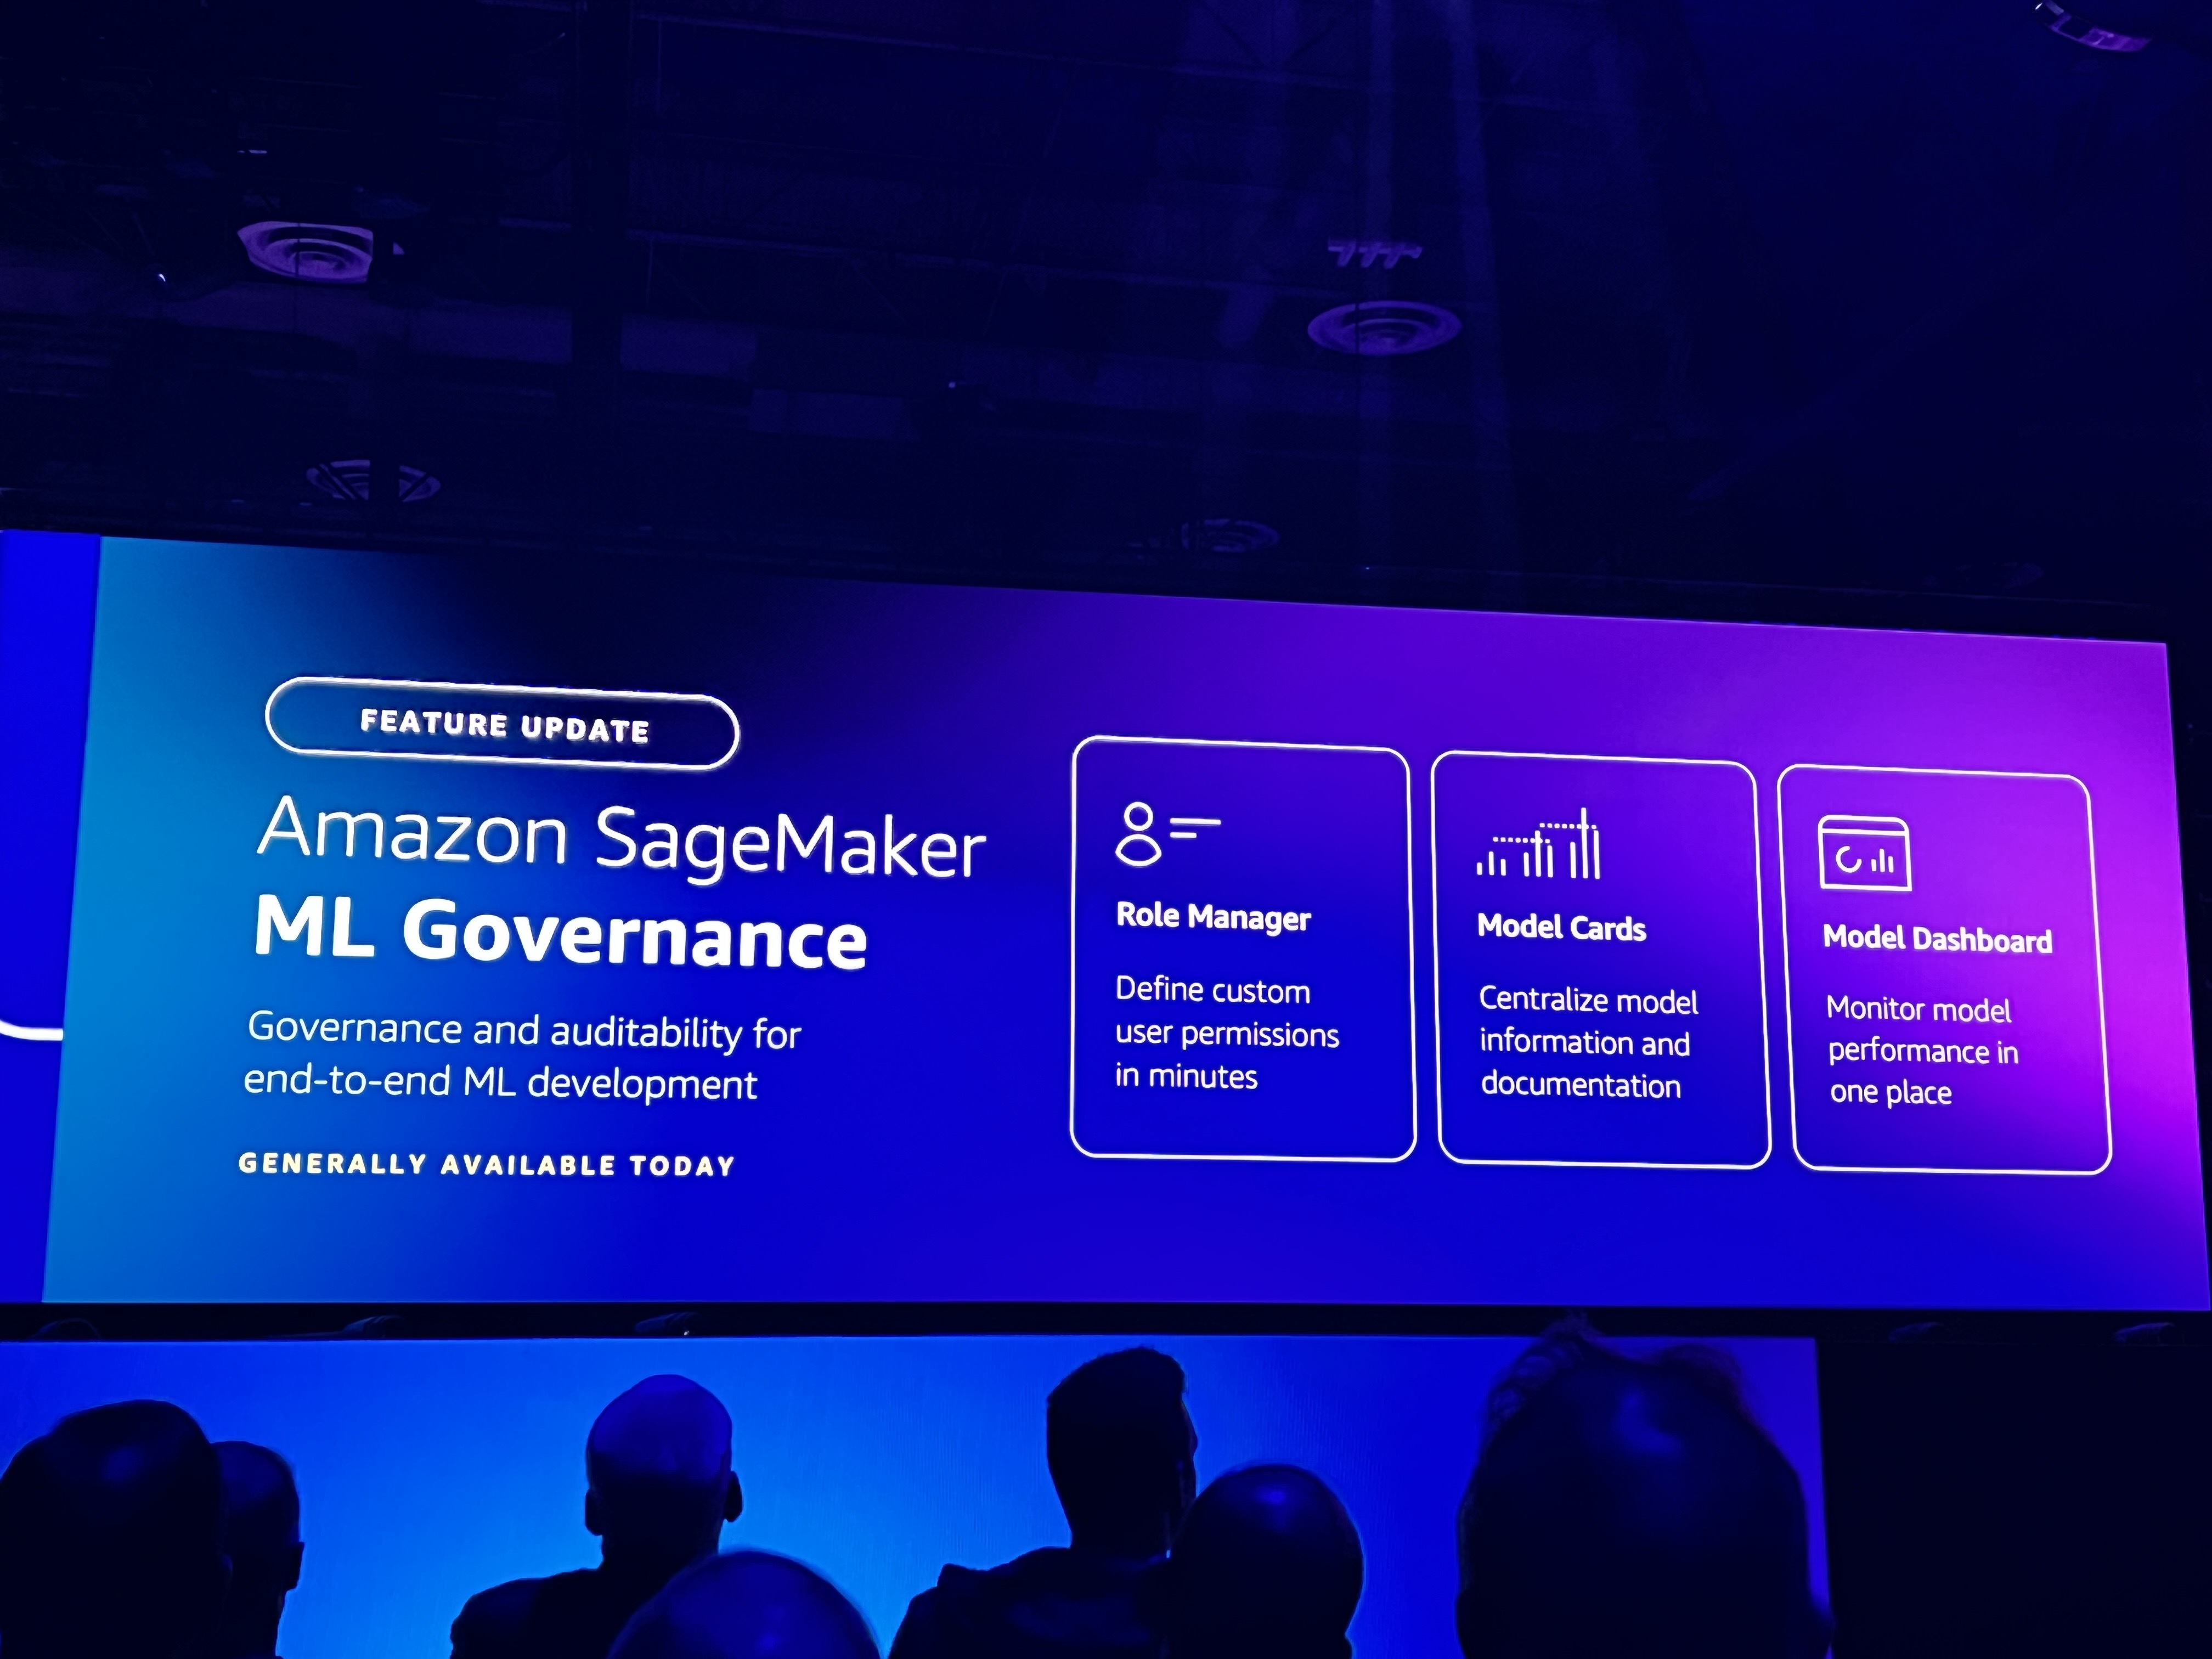 FEATURE UPDATE
Amazon SageMaker
ML Governance
Governance and auditability for
end-to-end ML development
GENERALLY AVAILABLE TODAY
Role Manager
Define custom
user permissions
in minutes
Model Cards
Centralize model
information and
documentation
Model Dashboard
Monitor model
performance in
one place